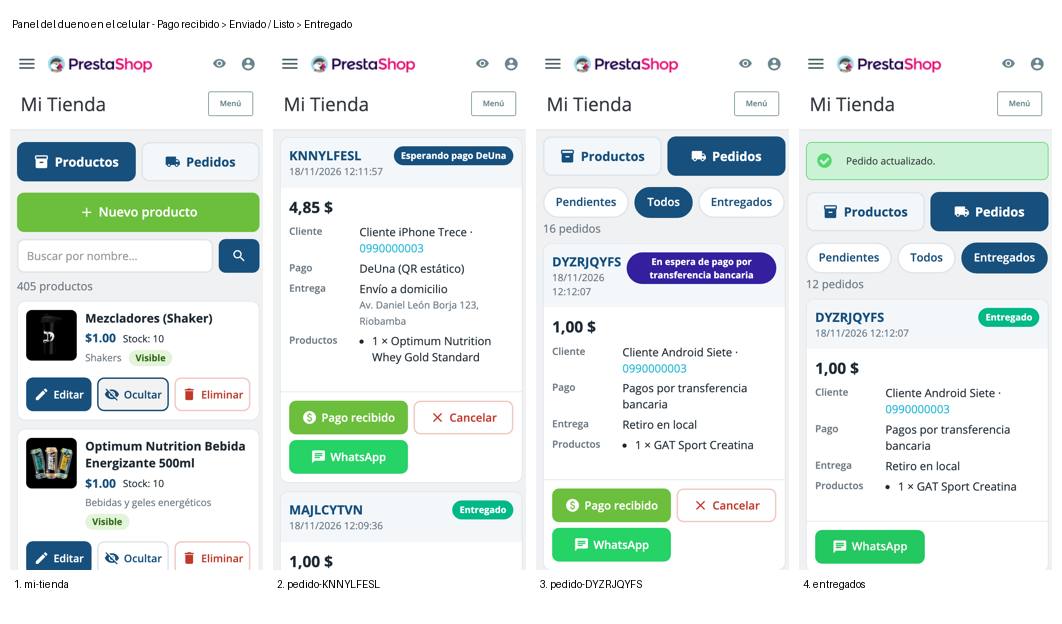 Panel del dueno en el celular - Pago recibido > Enviado / Listo > Entregado
PrestaShop
Mi Tienda
Menú
Productos
Pedidos
+ Nuevo producto
Buscar por nombre...
405 productos
Mezcladores (Shaker)
$1.00 Stock: 10
Shakers Visible
Editar
Ocultar
Eliminar
Optimum Nutrition Bebida
Energizante 500ml
$1.00 Stock: 10
Bebidas y geles energéticos
Visible
Editar
Ocultar
Eliminar
1. mi-tienda
PrestaShop
Mi Tienda
Menú
KNNYLFESL
Esperando pago DeUna
18/11/2026 12:11:57
4,85 $
Cliente
Cliente iPhone Trece ·
0990000003
Pago
DeUna (QR estático)
Entrega
Envío a domicilio
Av. Daniel León Borja 123,
Riobamba
Productos
• 1 × Optimum Nutrition
Whey Gold Standard
Pago recibido
Cancelar
WhatsApp
MAJLCYTVN
Entregado
18/11/2026 12:09:36
1,00 $
2. pedido-KNNYLFESL
PrestaShop
Mi Tienda
Menú
Productos
Pedidos
Pendientes
Todos
Entregados
16 pedidos
DYZRJQYFS
En espera de pago por
transferencia bancaria
18/11/2026
12:12:07
1,00 $
Cliente
Cliente Android Siete ·
0990000003
Pago
Pagos por transferencia
bancaria
Entrega
Retiro en local
Productos
• 1 × GAT Sport Creatina
Pago recibido
Cancelar
WhatsApp
3. pedido-DYZRJQYFS
PrestaShop
Mi Tienda
Menú
Pedido actualizado.
Productos
Pedidos
Pendientes
Todos
Entregados
12 pedidos
DYZRJQYFS
Entregado
18/11/2026 12:12:07
1,00 $
Cliente
Cliente Android Siete ·
0990000003
Pago
Pagos por transferencia
bancaria
Entrega
Retiro en local
Productos
• 1 × GAT Sport Creatina
WhatsApp
4. entregados